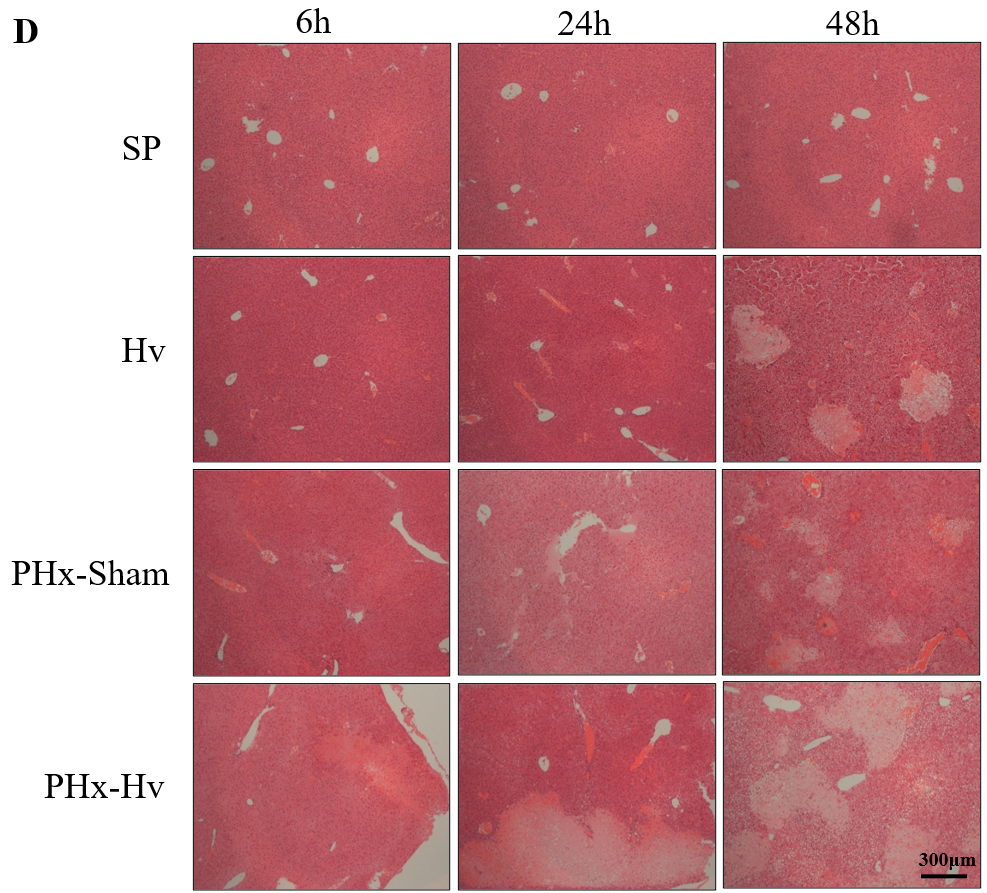 D
6h 24h 48h
SP
Hv
PHx-Sham
PHx-Hv
300μm